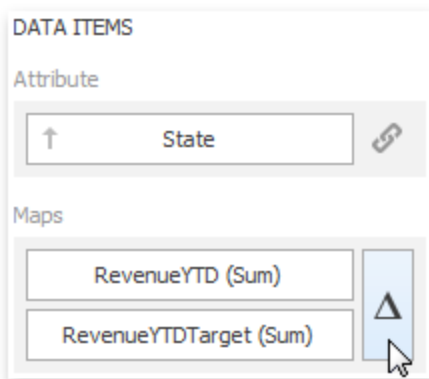 DATA ITEMS
Attribute
↑ State
Maps
RevenueYTD (Sum)
Δ
RevenueYTDTarget (Sum)